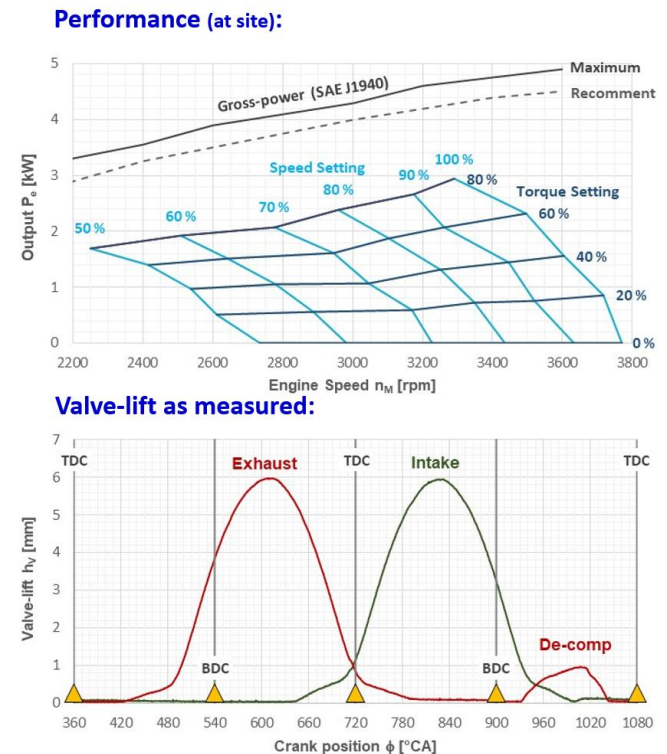 Performance (at site):
5
4
3
2
1
0
Output Pₑ [kW]
Gross-power (SAE J1940)
Maximum
Recomment
Speed Setting
50 %
60 %
70 %
80 %
90 %
100 %
Torque Setting
80 %
60 %
40 %
20 %
0 %
2200 2400 2600 2800 3000 3200 3400 3600 3800
Engine Speed n_M [rpm]
Valve-lift as measured:
7
6
5
4
3
2
1
0
Valve-lift h_V [mm]
TDC
Exhaust
TDC
Intake
TDC
De-comp
BDC
BDC
360 420 480 540 600 660 720 780 840 900 960 1020 1080
Crank position ϕ [°CA]